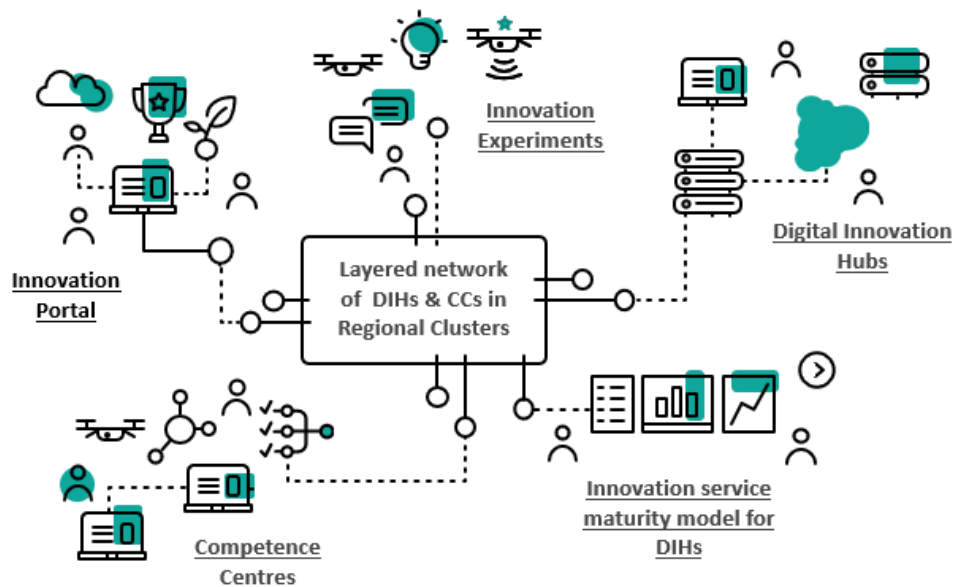 Innovation
Experiments
Digital Innovation
Hubs
Layered network
of DIHs & CCs in
Regional Clusters
Innovation
Portal
Innovation service
maturity model for
DIHs
Competence
Centres